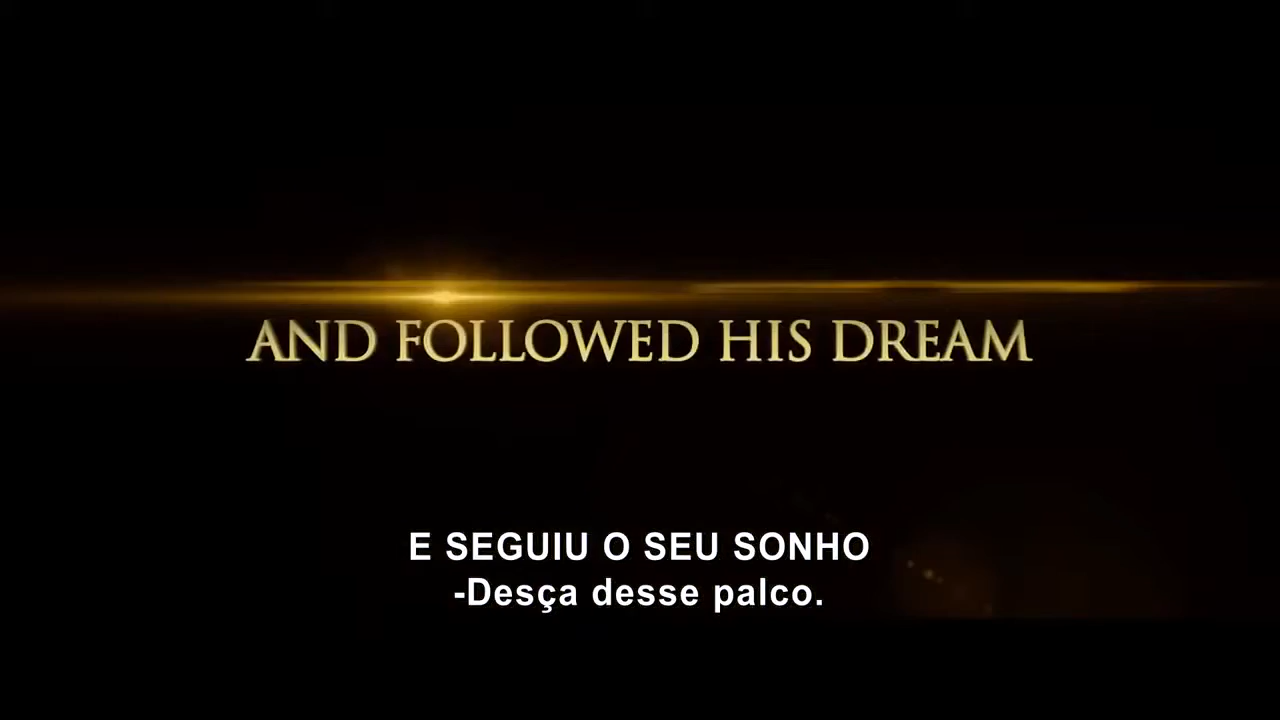 AND FOLLOWED HIS DREAM
E SEGUIU O SEU SONHO
-Desça desse palco.